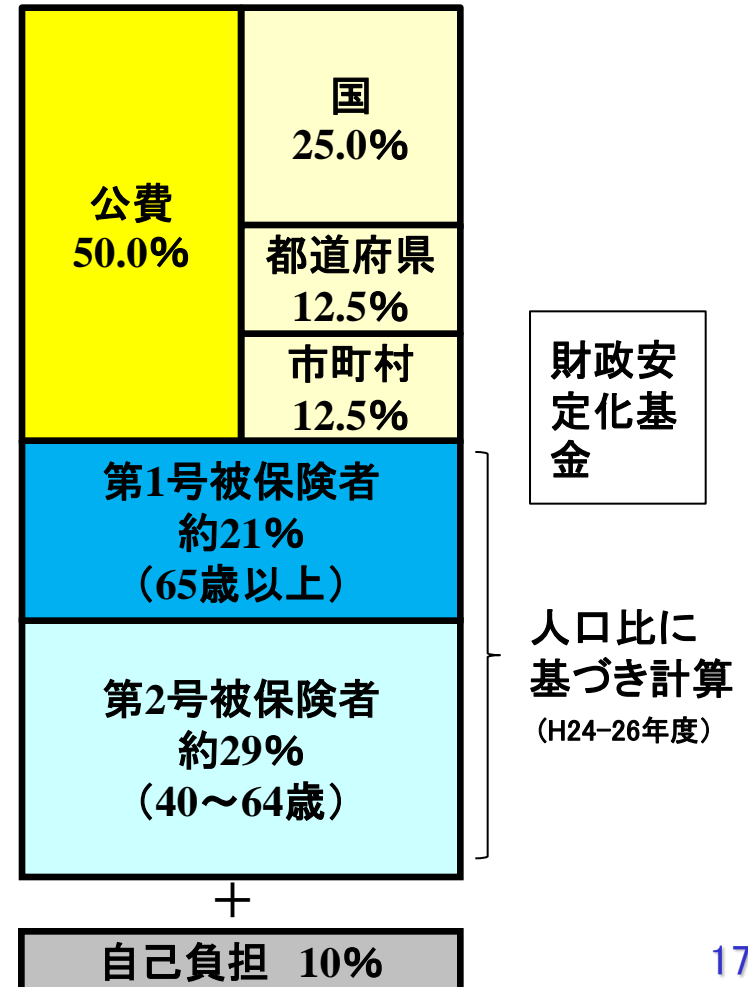 公費
50.0%
国
25.0%
都道府県
12.5%
市町村
12.5%
第1号被保険者
約21%
（65歳以上）
第2号被保険者
約29%
（40～64歳）
財政安
定化基
金
人口比に
基づき計算
（H24-26年度）
＋
自己負担 10%
17